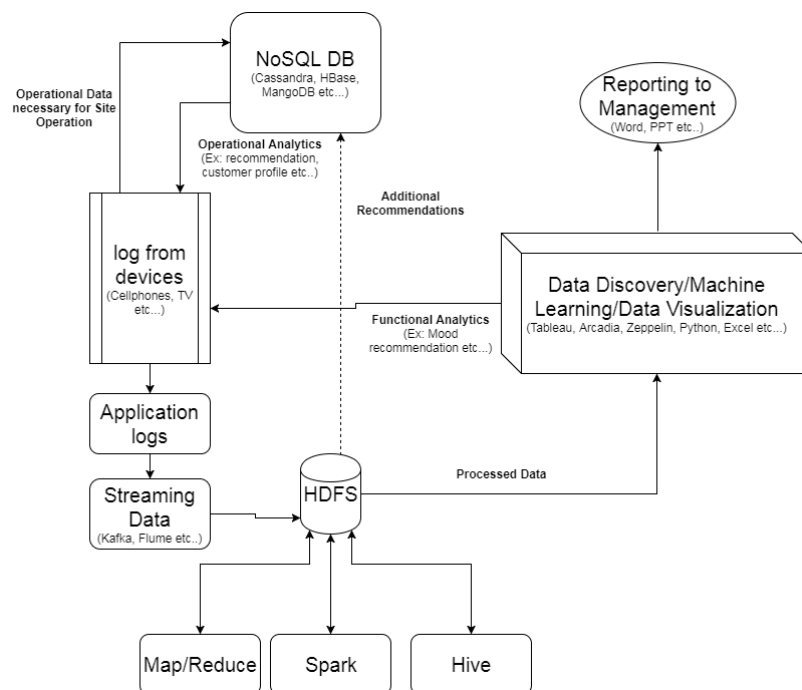 NoSQL DB
(Cassandra, HBase,
MangoDB etc...)
Operational Data
necessary for Site
Operation
Operational Analytics
(Ex: recommendation,
customer profile etc..)
Reporting to
Management
(Word, PPT etc..)
Additional
Recommendations
log from
devices
(Cellphones, TV
etc...)
Data Discovery/Machine
Learning/Data Visualization
(Tableau, Arcadia, Zeppelin, Python, Excel etc...)
Functional Analytics
(Ex: Mood
recommendation etc...)
Application
logs
Streaming
Data
(Kafka, Flume etc..)
HDFS
Processed Data
Map/Reduce
Spark
Hive